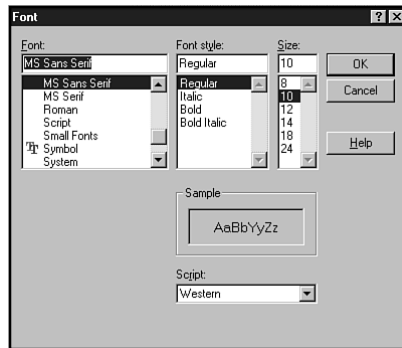 Font
Font:
MS Sans Serif
MS Sans Serif
MS Serif
Roman
Script
Small Fonts
Symbol
System
Font style:
Regular
Regular
Italic
Bold
Bold Italic
Size:
10
8
10
12
14
18
24
OK
Cancel
Help
Sample
AaBbYyZz
Script:
Western